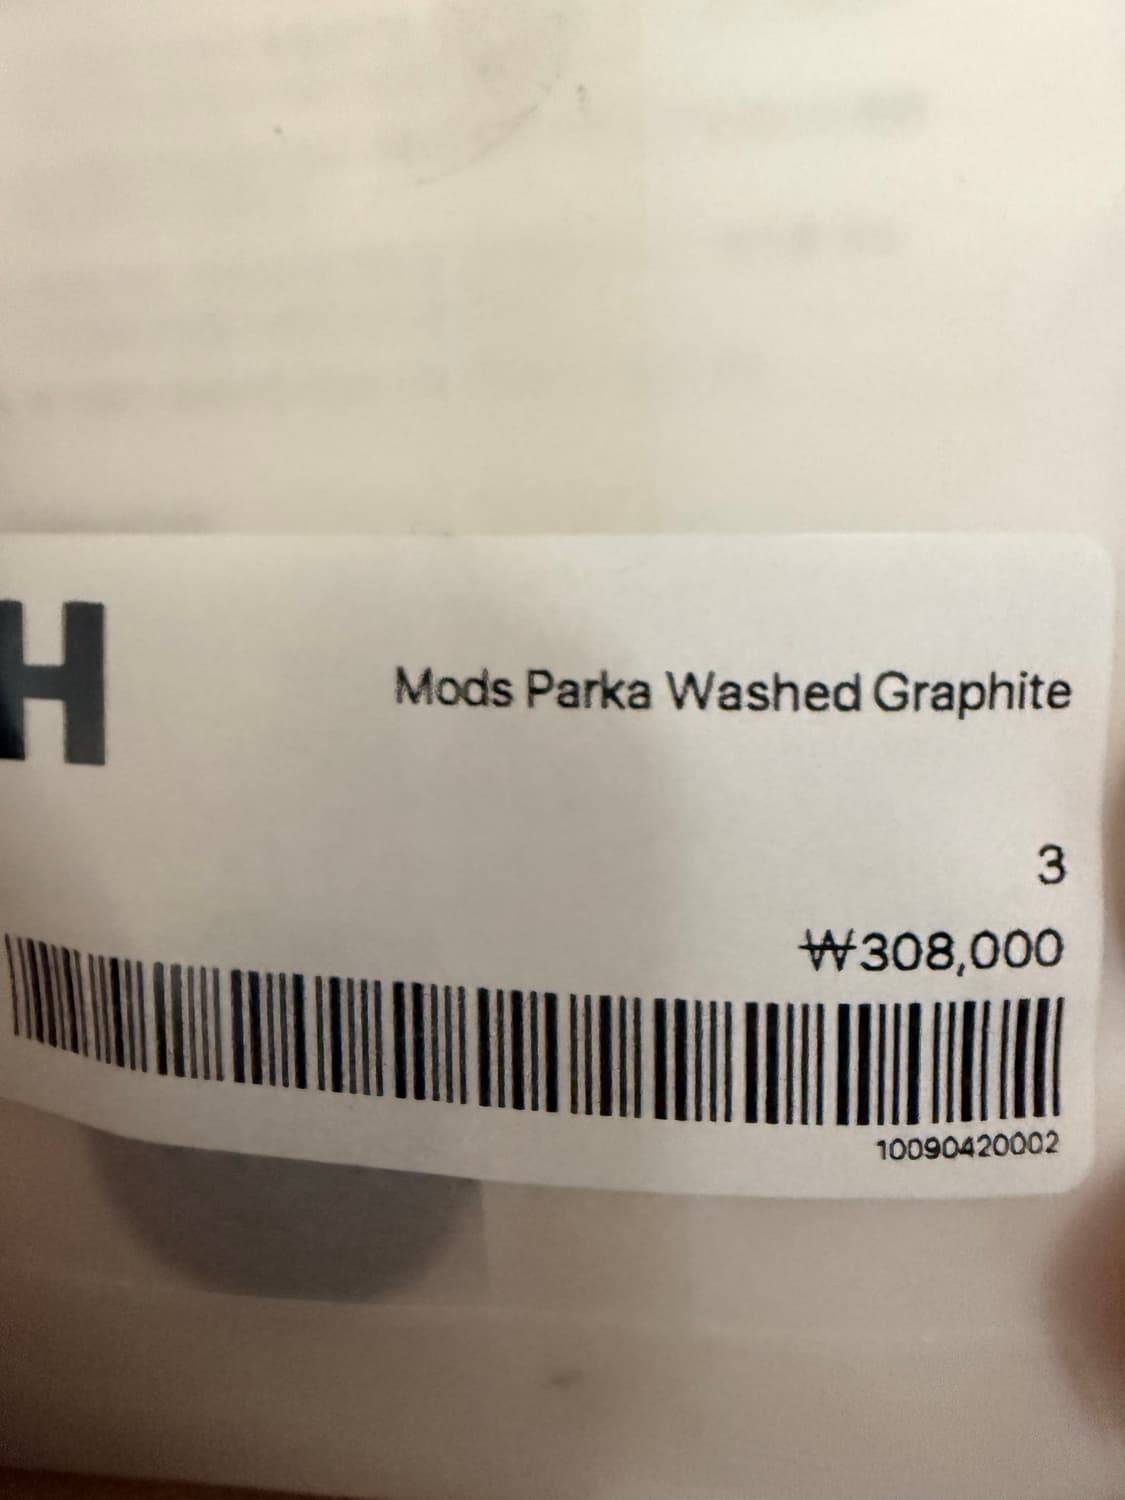 H
Mods Parka Washed Graphite
3
₩308,000
10090420002